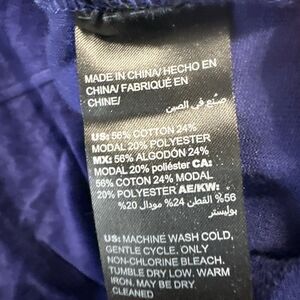 MADE IN CHINA/ HECHO EN
CHINA/ FABRIQUÉ EN
CHINE/
صنع في الصين
US: 56% COTTON 24%
MODAL 20% POLYESTER
MX: 56% ALGODÓN 24%
MODAL 20% poliéster CA:
56% COTON 24% MODAL
20% POLYESTER AE/KW:
56% القطن 24% مودال 20%
بوليستر
US: MACHINE WASH COLD,
GENTLE CYCLE. ONLY
NON-CHLORINE BLEACH.
TUMBLE DRY LOW. WARM
IRON. MAY BE DRY
CLEANED